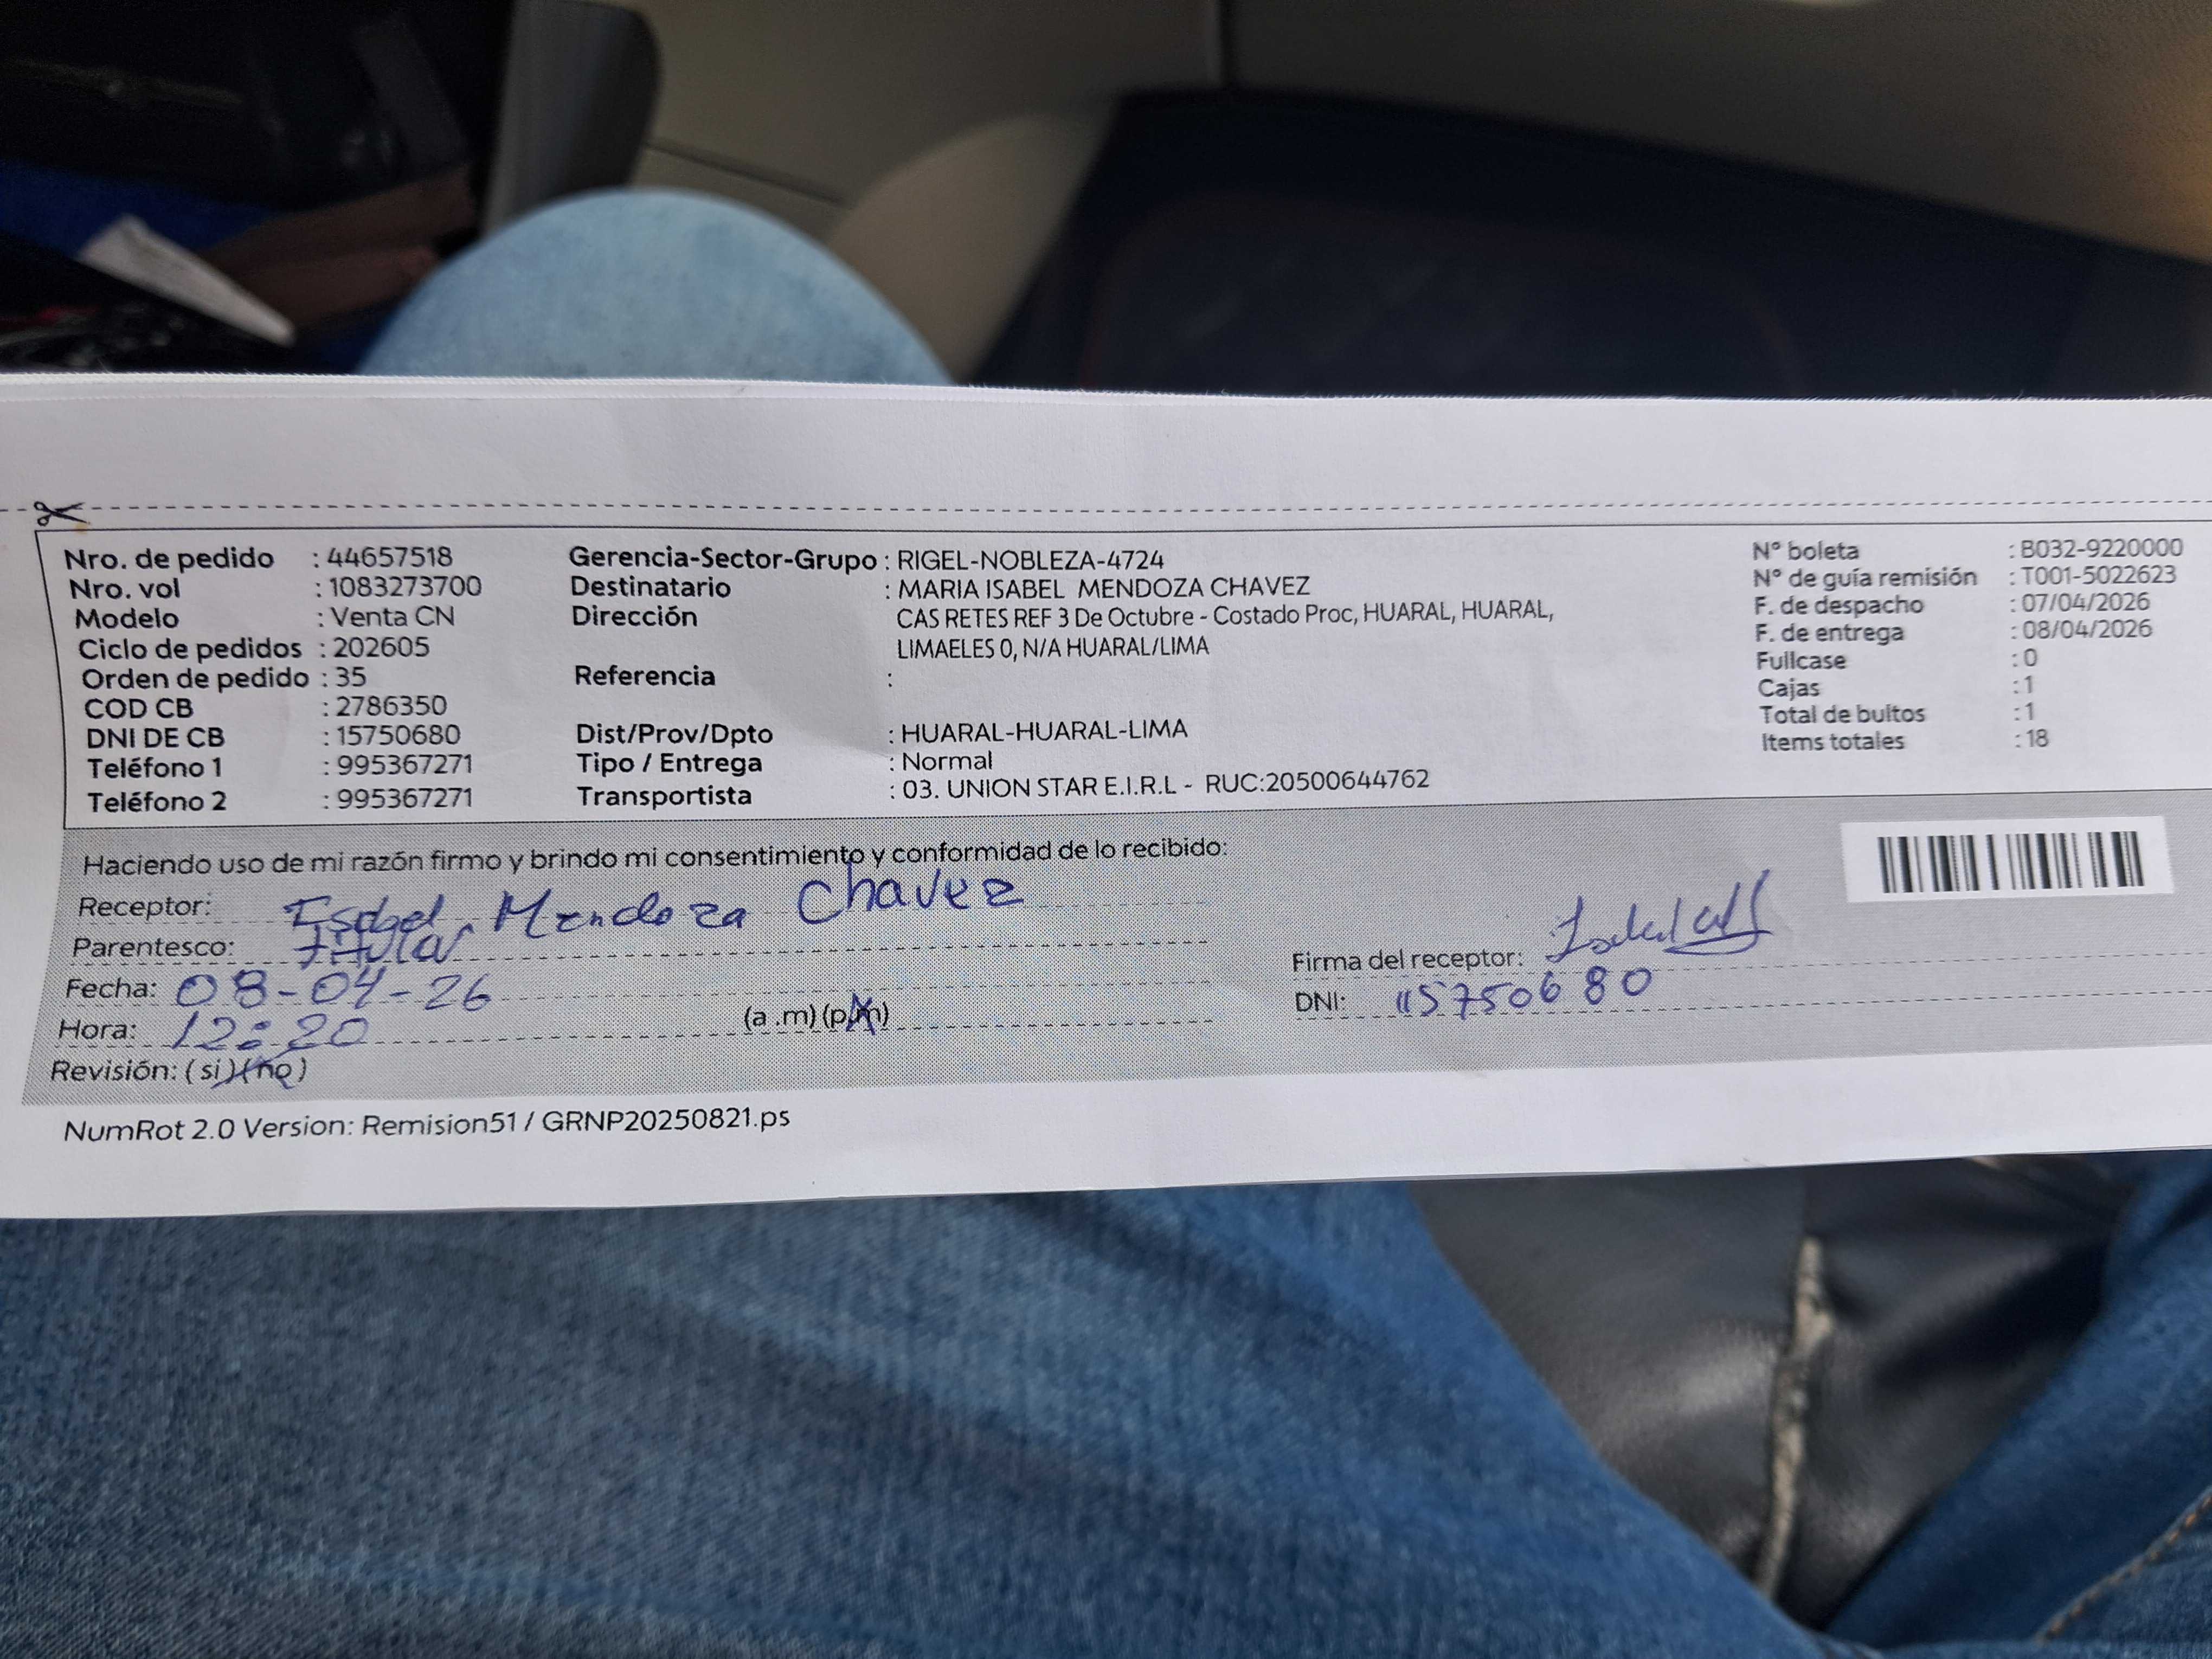 Nro. de pedido : 44657518
Nro. vol : 1083273700
Modelo : Venta CN
Ciclo de pedidos : 202605
Orden de pedido : 35
COD CB : 2786350
DNI DE CB : 15750680
Teléfono 1 : 995367271
Teléfono 2 : 995367271
Gerencia-Sector-Grupo : RIGEL-NOBLEZA-4724
Destinatario : MARIA ISABEL MENDOZA CHAVEZ
Dirección CAS RETES REF 3 De Octubre - Costado Proc, HUARAL, HUARAL,
LIMAELES 0, N/A HUARAL/LIMA
Referencia :
Dist/Prov/Dpto : HUARAL-HUARAL-LIMA
Tipo / Entrega : Normal
Transportista : 03. UNION STAR E.I.R.L - RUC:20500644762
N° boleta : B032-9220000
N° de guía remisión : T001-5022623
F. de despacho : 07/04/2026
F. de entrega : 08/04/2026
Fullcase : 0
Cajas : 1
Total de bultos : 1
Items totales : 18
Haciendo uso de mi razón firmo y brindo mi consentimiento y conformidad de lo recibido:
Receptor: Isabel Mendoza Chavez
Parentesco: titular
Fecha: 08-04-26
Hora: 12:20 (a .m) (p.m)
Revisión: (si) (no)
Firma del receptor:
DNI: 15750680
NumRot 2.0 Version: Remision51 / GRNP20250821.ps